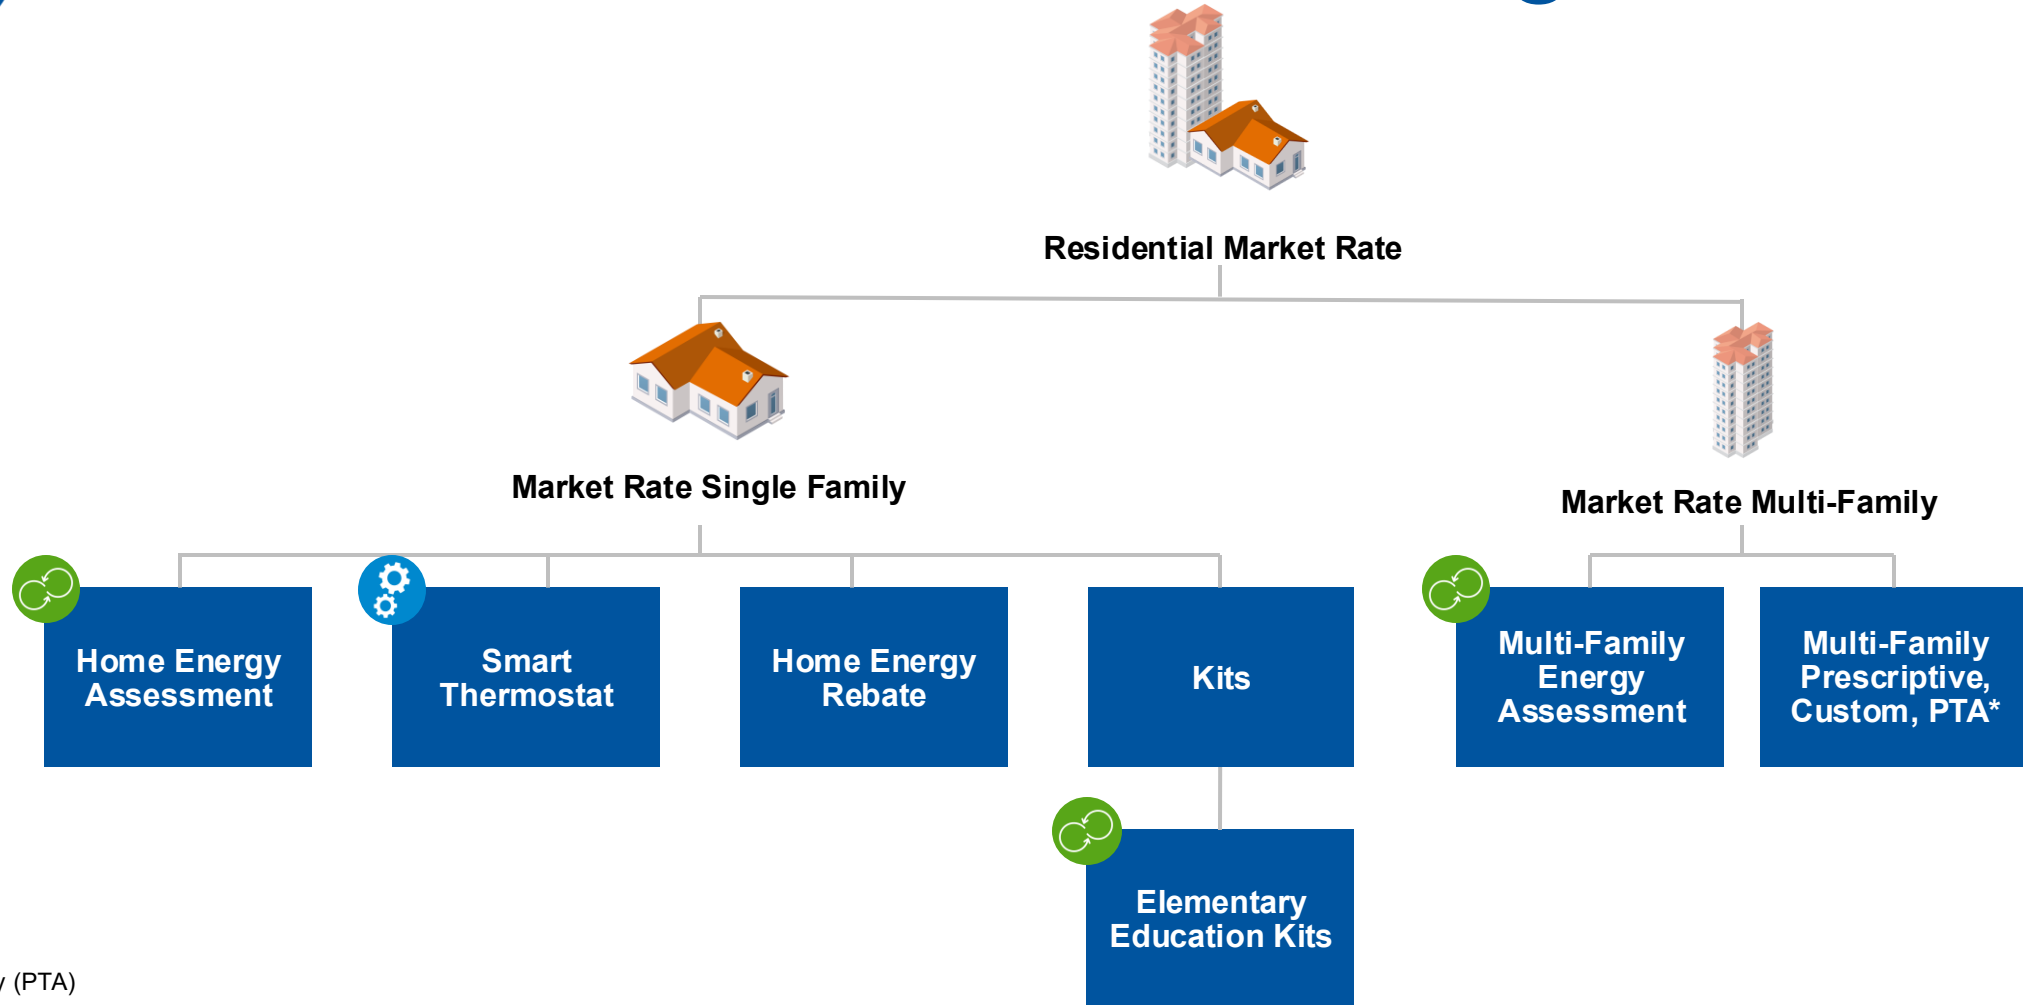 Residential Market Rate
Market Rate Single Family
Market Rate Multi-Family
Home Energy
Assessment
Smart
Thermostat
Home Energy
Rebate
Kits
Multi-Family
Energy
Assessment
Multi-Family
Prescriptive,
Custom, PTA*
Elementary
Education Kits
(PTA)